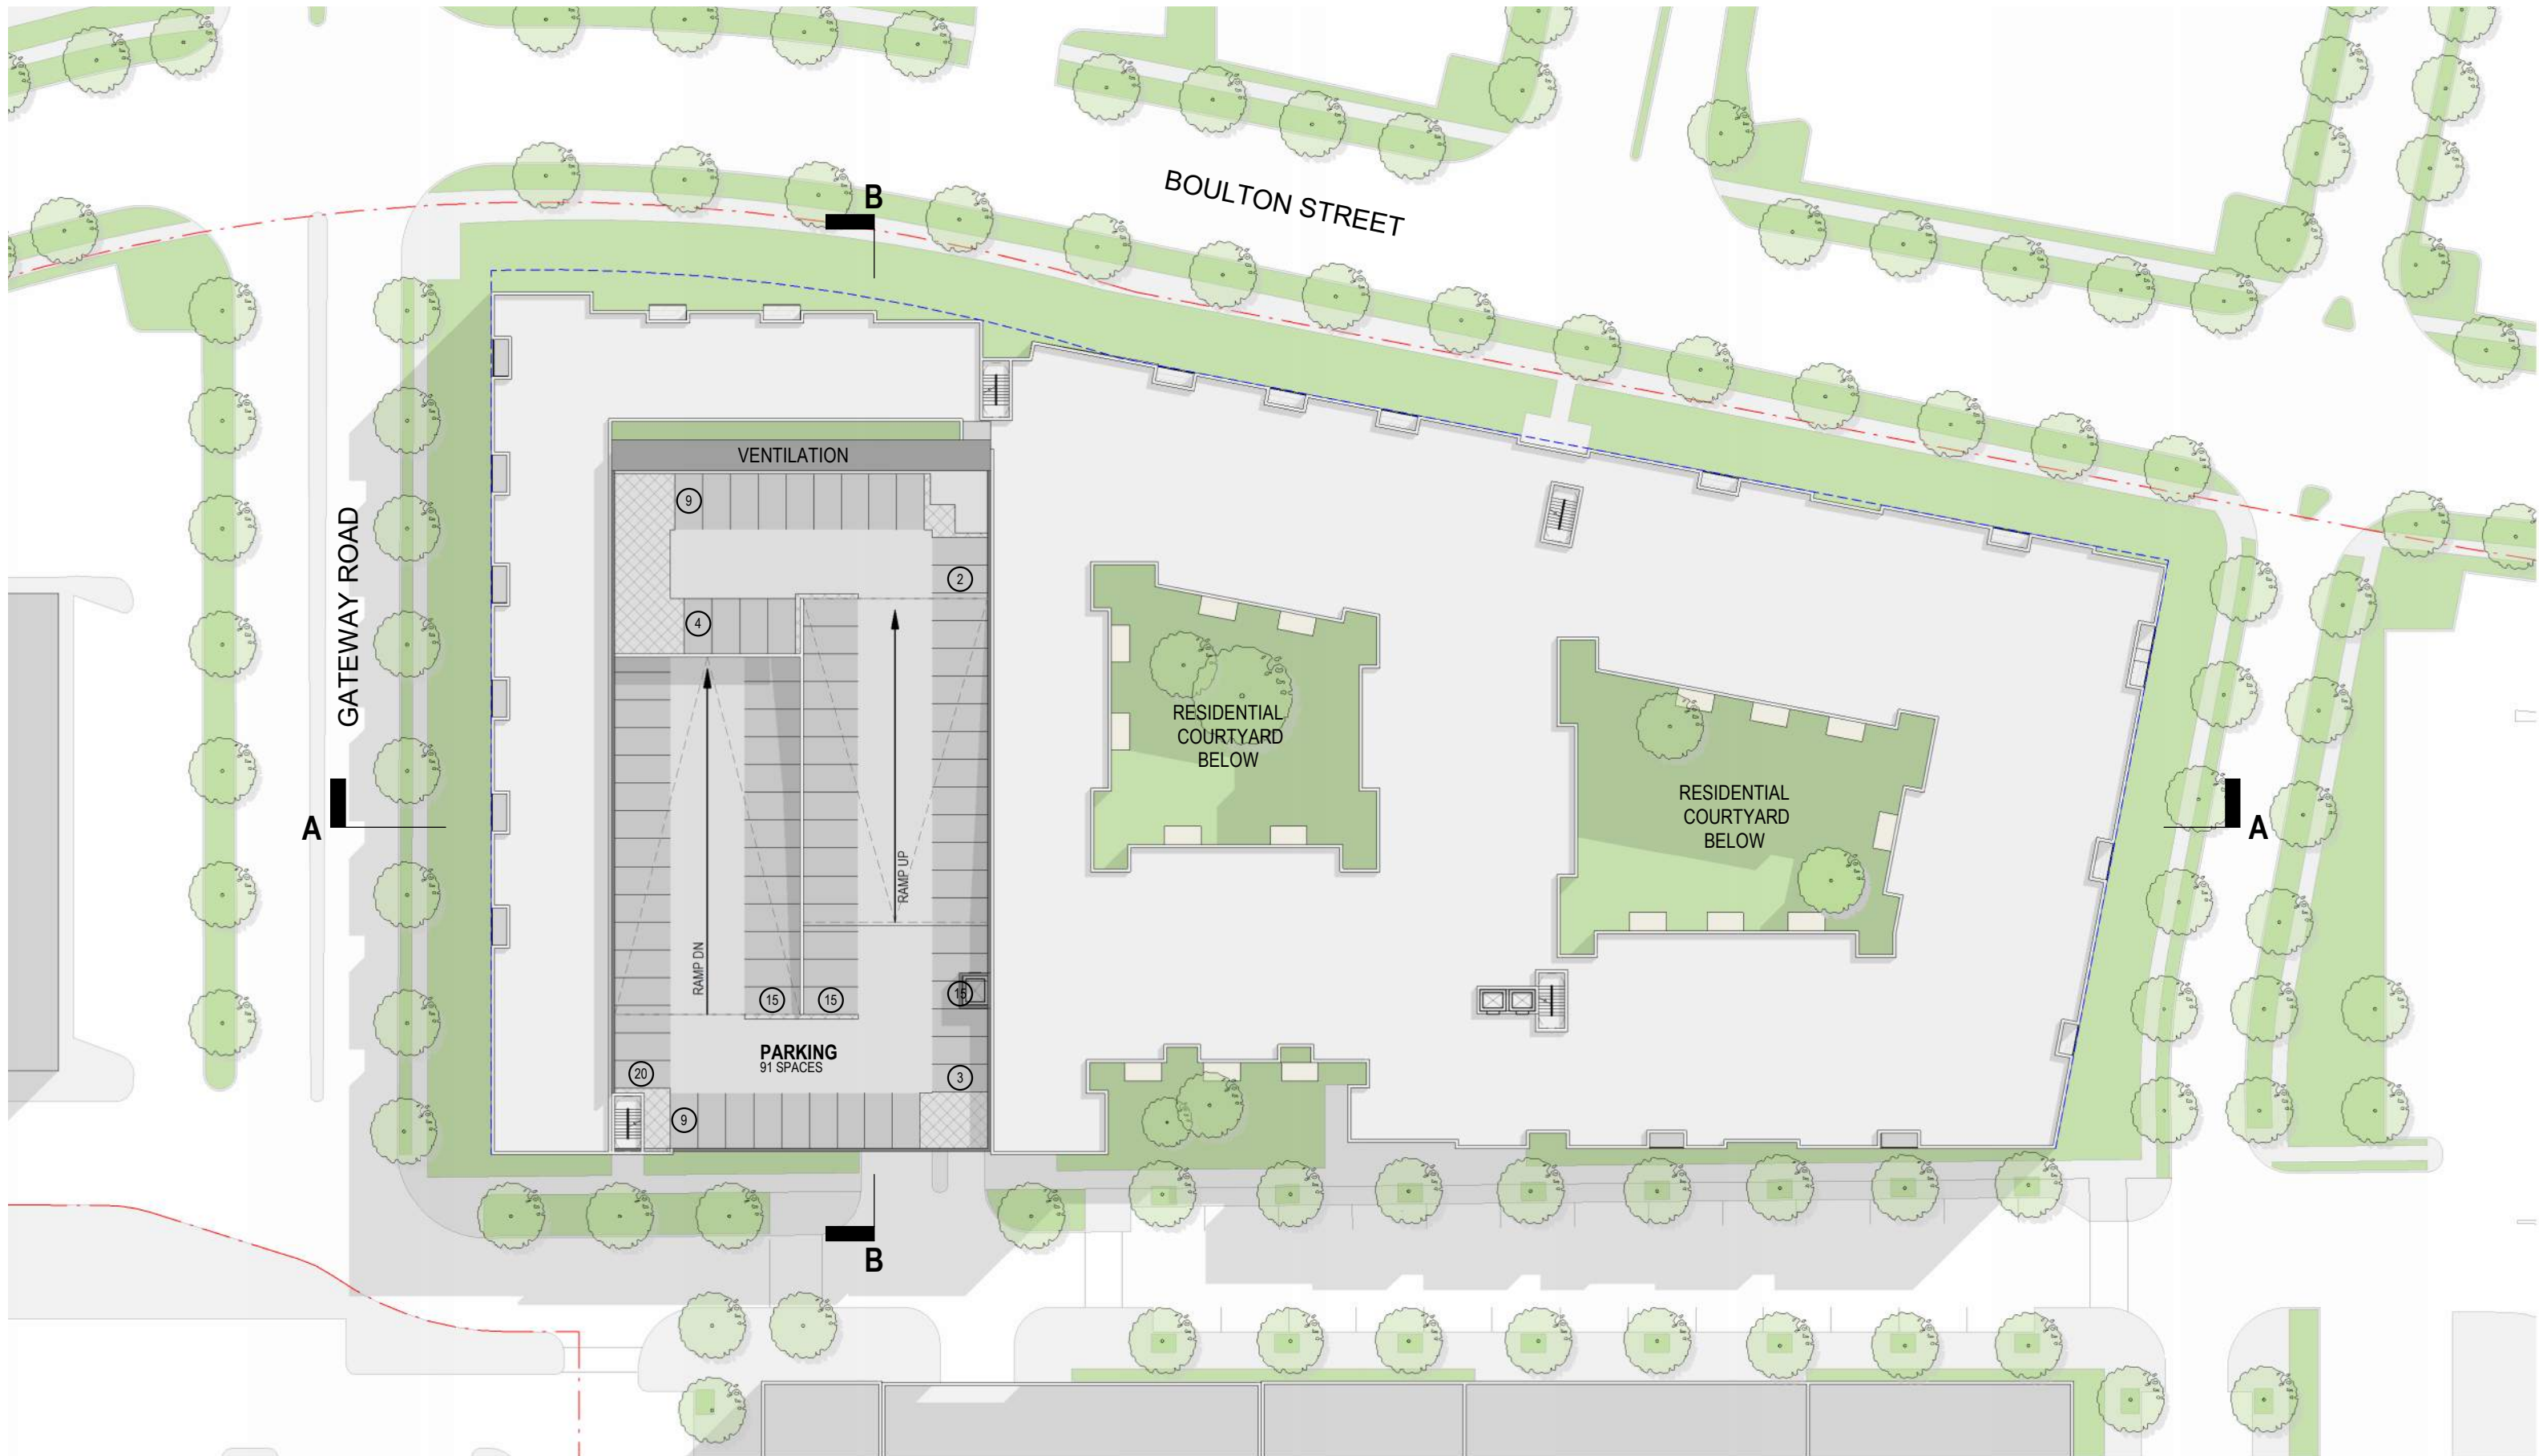 B
BOULTON STREET
VENTILATION
9
2
4
GATEWAY ROAD
RESIDENTIAL
COURTYARD
BELOW
RESIDENTIAL
COURTYARD
BELOW
A
A
RAMP UP
RAMP DN
15
15
15
PARKING
91 SPACES
20
3
9
B